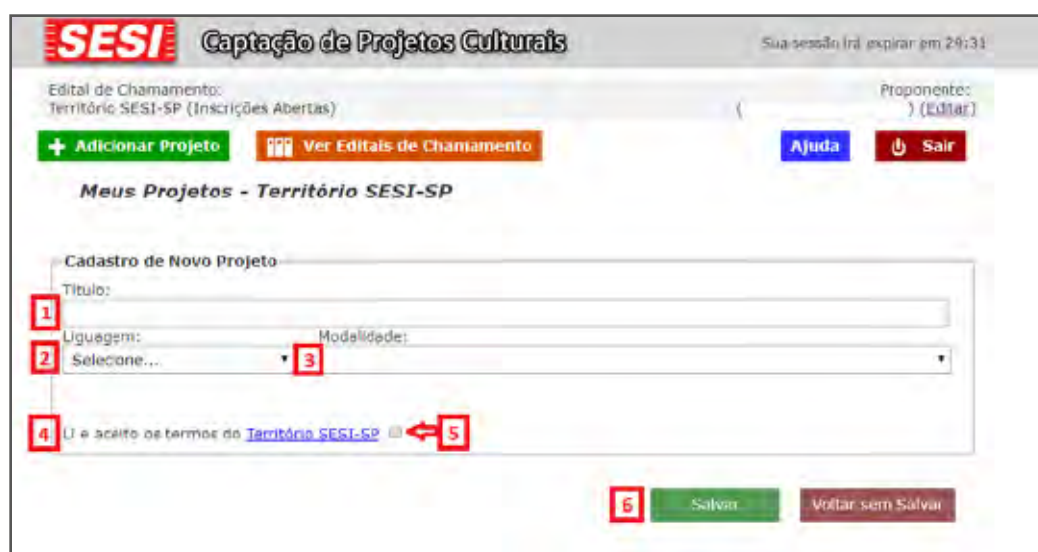 SESI Captação de Projetos Culturais Sua sessão irá expirar em 29:31
Edital de Chamamento: Proponente:
Território SESI-SP (Inscrições Abertas) ( ) (Editar)
+ Adicionar Projeto Ver Editais de Chamamento Ajuda Sair
Meus Projetos - Território SESI-SP
Cadastro de Novo Projeto
Título:
1
Liguagem: Modalidade:
2 Selecione... 3
4 Li e aceito os termos do Território SESI-SP 5
6 Salvar Voltar sem Salvar